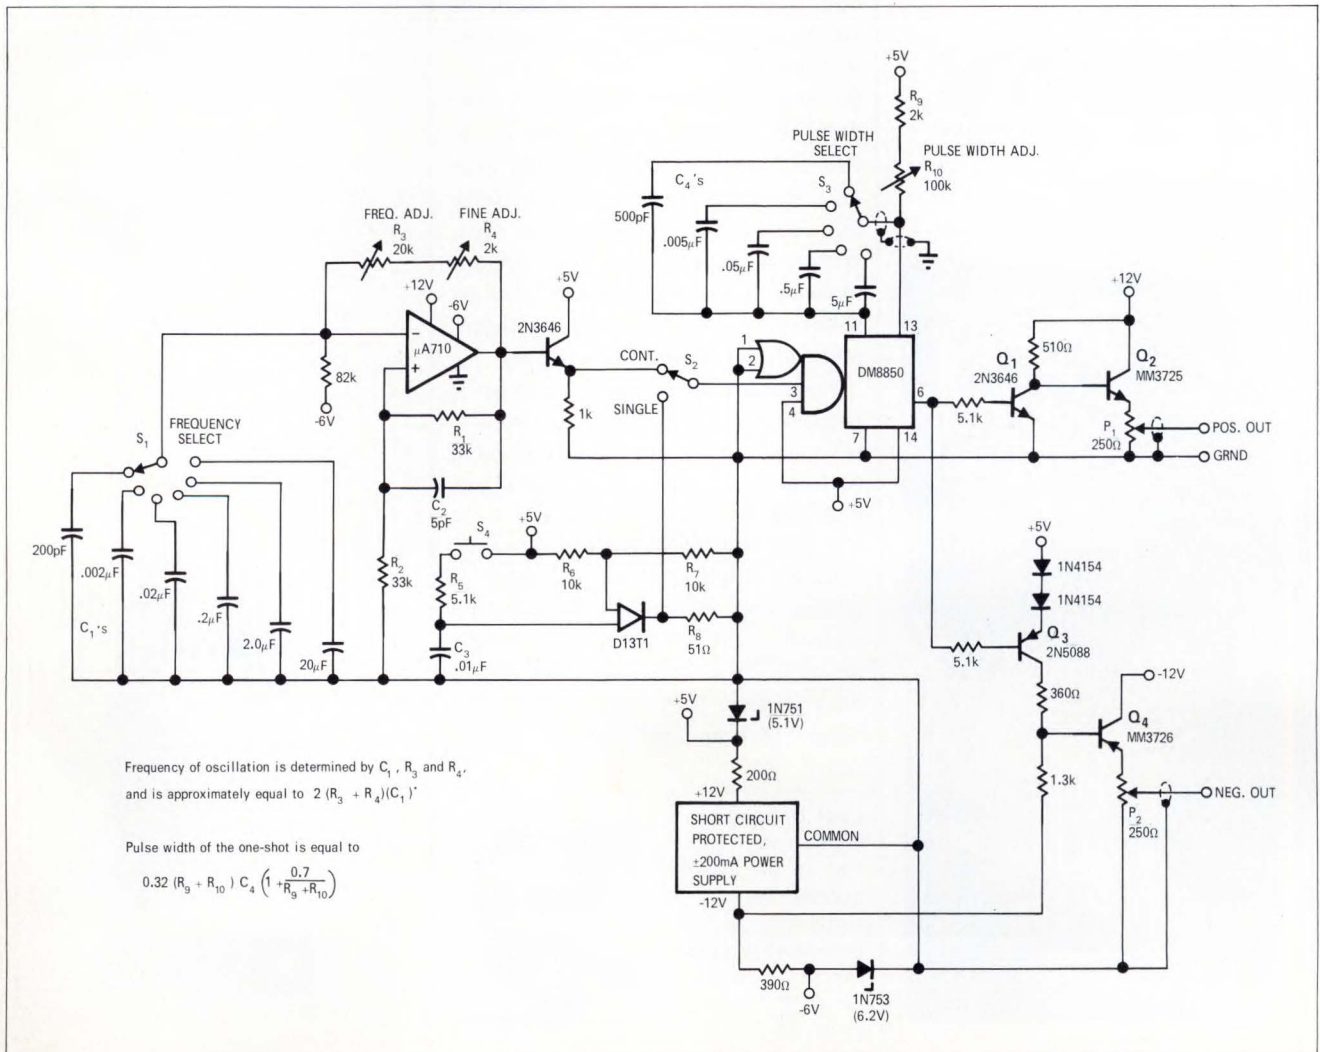 +5V
R9
2k
PULSE WIDTH
SELECT
PULSE WIDTH ADJ.
R10
100k
C4's
S3
500pF
.005μF
.05μF
.5μF
5μF
FREQ. ADJ.
R3
20k
FINE ADJ.
R4
2k
+12V
-6V
+5V
2N3646
μA710
−
+
82k
-6V
CONT.
S2
SINGLE
1k
1
2
3
4
11
13
DM8850
6
7
14
+5V
5.1k
Q1
2N3646
510Ω
+12V
Q2
MM3725
P1
250Ω
POS. OUT
GRND
S1
FREQUENCY
SELECT
R1
33k
C2
5pF
R2
33k
200pF
.002μF
.02μF
.2μF
2.0μF
20μF
C1's
S4
+5V
R5
5.1k
R6
10k
R7
10k
D13T1
R8
51Ω
C3
.01μF
+5V
1N4154
1N4154
Q3
2N5088
5.1k
360Ω
-12V
Q4
MM3726
1.3k
P2
250Ω
NEG. OUT
+5V
1N751
(5.1V)
200Ω
+12V
SHORT CIRCUIT
PROTECTED,
±200mA POWER
SUPPLY
COMMON
-12V
390Ω
-6V
1N753
(6.2V)
Frequency of oscillation is determined by C1 , R3 and R4,
and is approximately equal to 2 (R3 + R4)(C1)·
Pulse width of the one-shot is equal to
0.32 (R9 + R10 ) C4 (1 + 0.7 / R9 + R10)